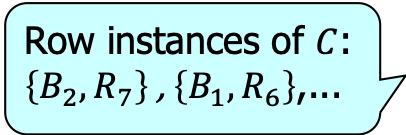 Row instances of 𝐶:
{𝐵₂, 𝑅₇} , {𝐵₁, 𝑅₆},...